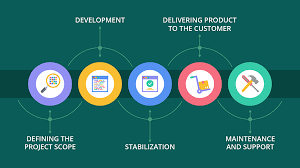 DEVELOPMENT
DELIVERING PRODUCT
TO THE CUSTOMER
DEFINING THE
PROJECT SCOPE
STABILIZATION
MAINTENANCE
AND SUPPORT